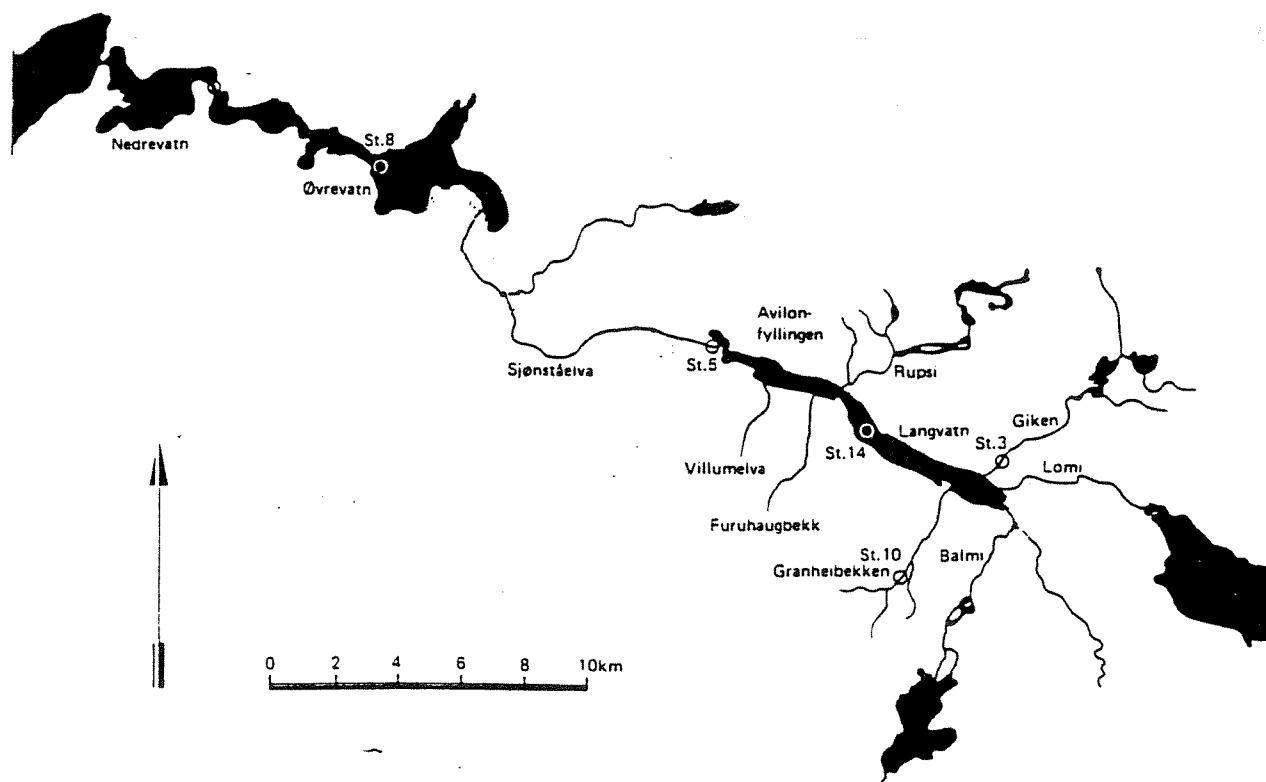 Nedrevatn
St.8
Øvrevatn
Avilon-
fyllingen
St.5
Sjønståelva
Rupsi
Giken
Langvatn
St.3
St.14
Lomi
Villumelva
Furuhaugbekk
St.10
Granheibekken
Balmi
0 2 4 6 8 10km